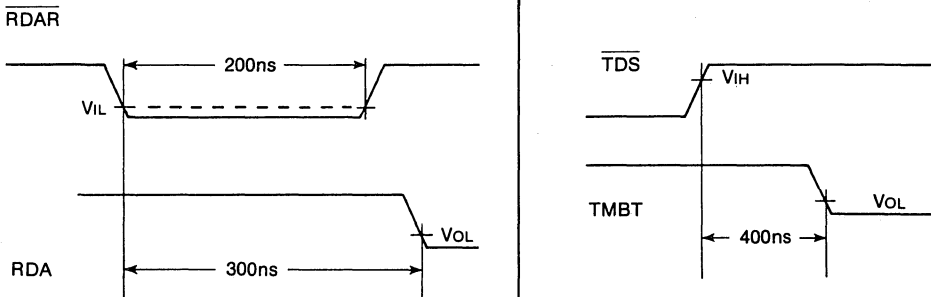 RDAR
200ns
VIL
VOL
RDA
300ns
TDS
VIH
TMBT
VOL
400ns